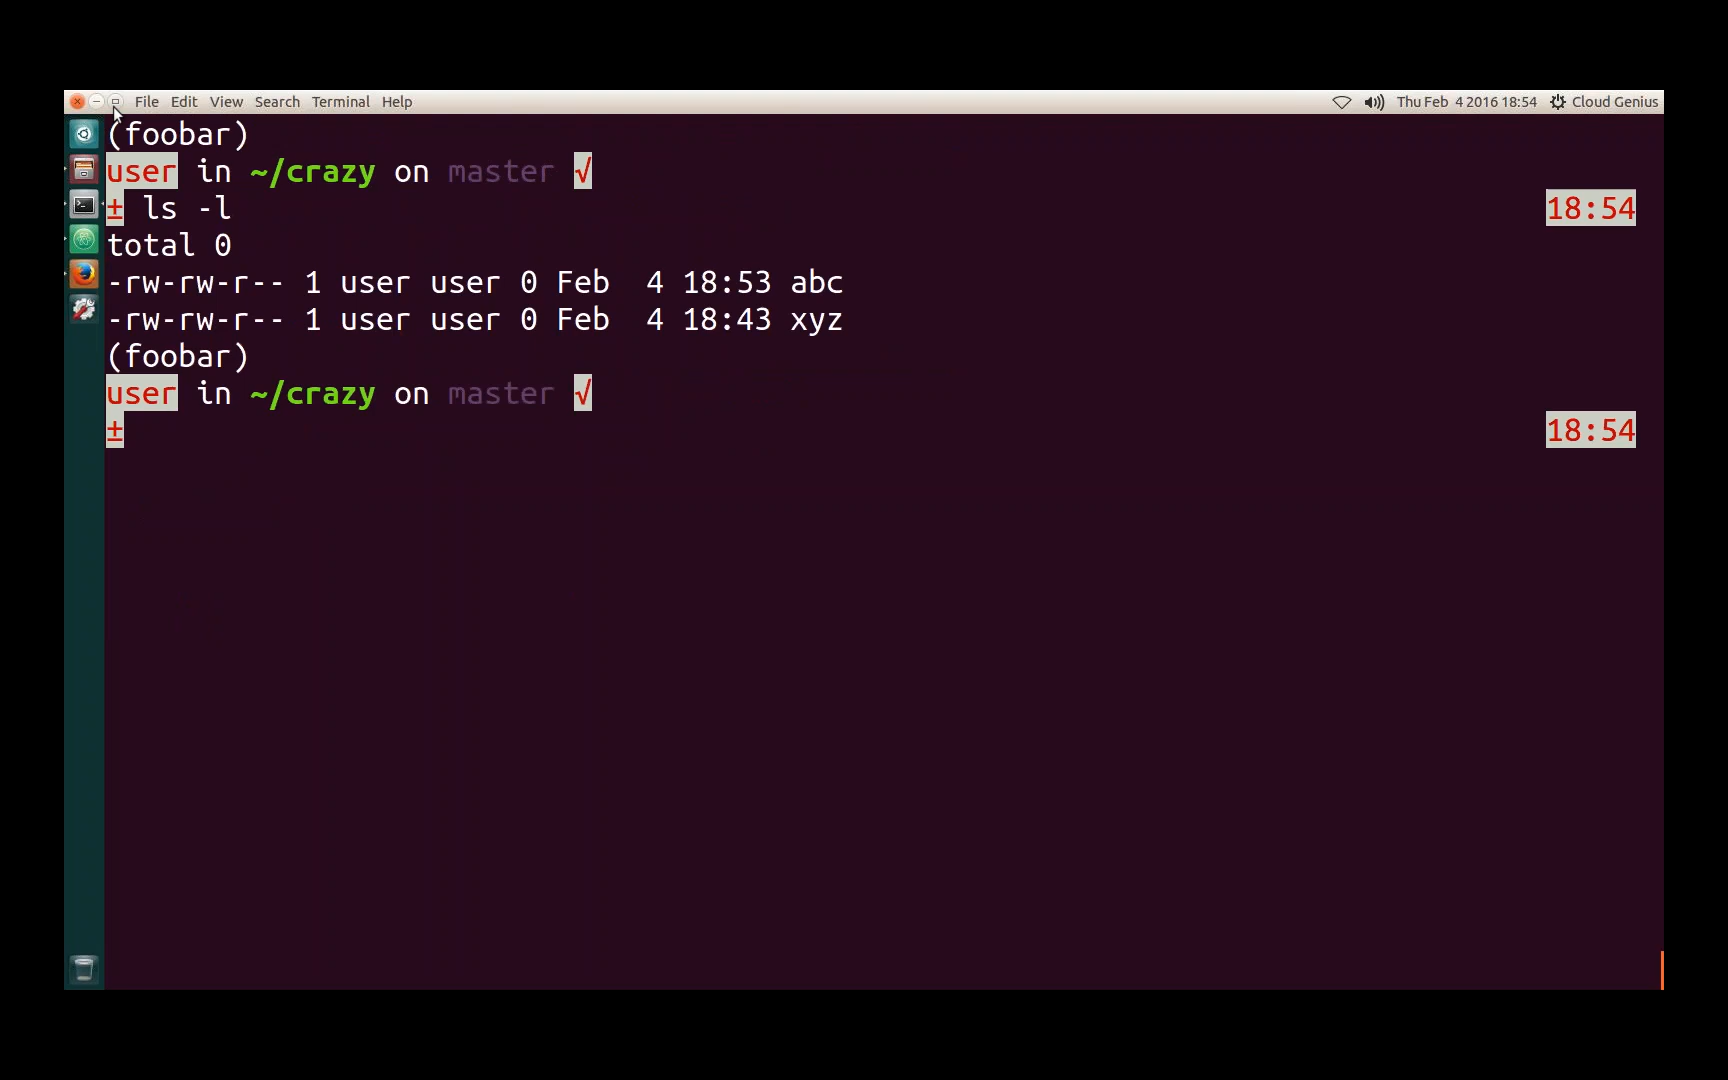 File Edit View Search Terminal Help Thu Feb 4 2016 18:54 Cloud Genius
(foobar)
user in ~/crazy on master √
± ls -l 18:54
total 0
-rw-rw-r-- 1 user user 0 Feb  4 18:53 abc
-rw-rw-r-- 1 user user 0 Feb  4 18:43 xyz
(foobar)
user in ~/crazy on master √
± 18:54